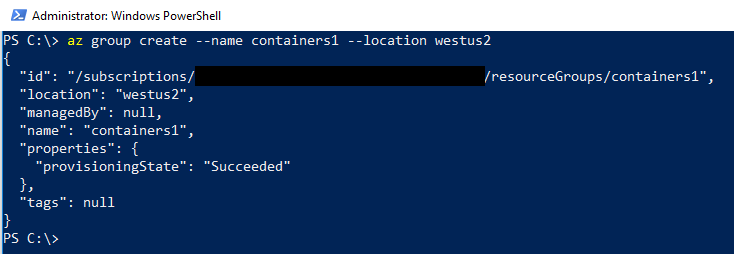 Administrator: Windows PowerShell
PS C:\> az group create --name containers1 --location westus2
{
  "id": "/subscriptions/ /resourceGroups/containers1",
  "location": "westus2",
  "managedBy": null,
  "name": "containers1",
  "properties": {
    "provisioningState": "Succeeded"
  },
  "tags": null
}
PS C:\>